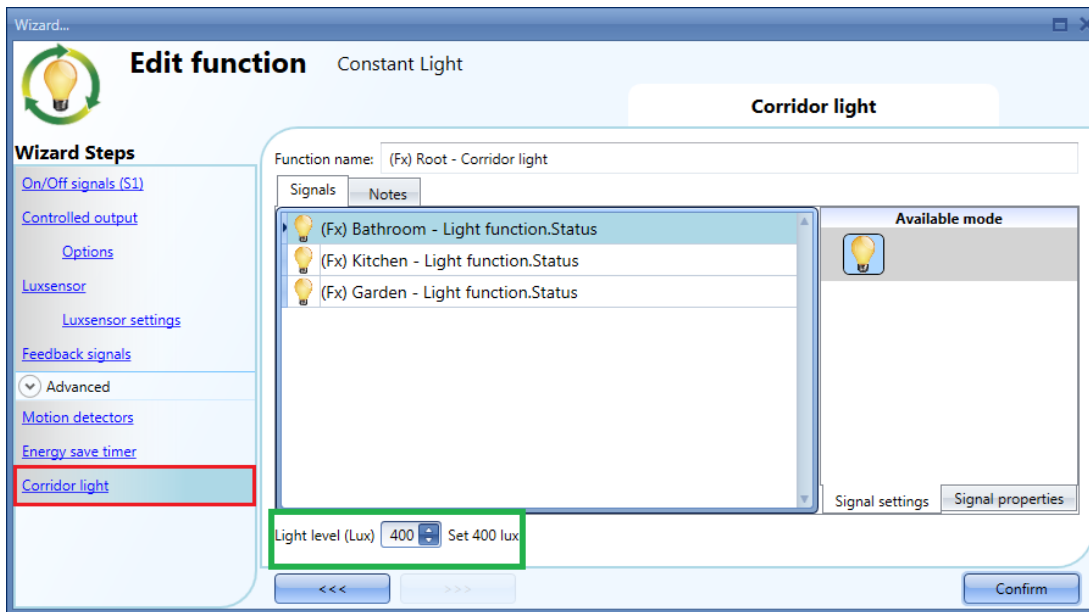 Wizard...
Edit function Constant Light
Corridor light
Wizard Steps
On/Off signals (S1)
Controlled output
Options
Luxsensor
Luxsensor settings
Feedback signals
Advanced
Motion detectors
Energy save timer
Corridor light
Function name: (Fx) Root - Corridor light
Signals Notes
(Fx) Bathroom - Light function.Status
(Fx) Kitchen - Light function.Status
(Fx) Garden - Light function.Status
Available mode
Signal settings Signal properties
Light level (Lux) 400 Set 400 lux
<<< >>> Confirm